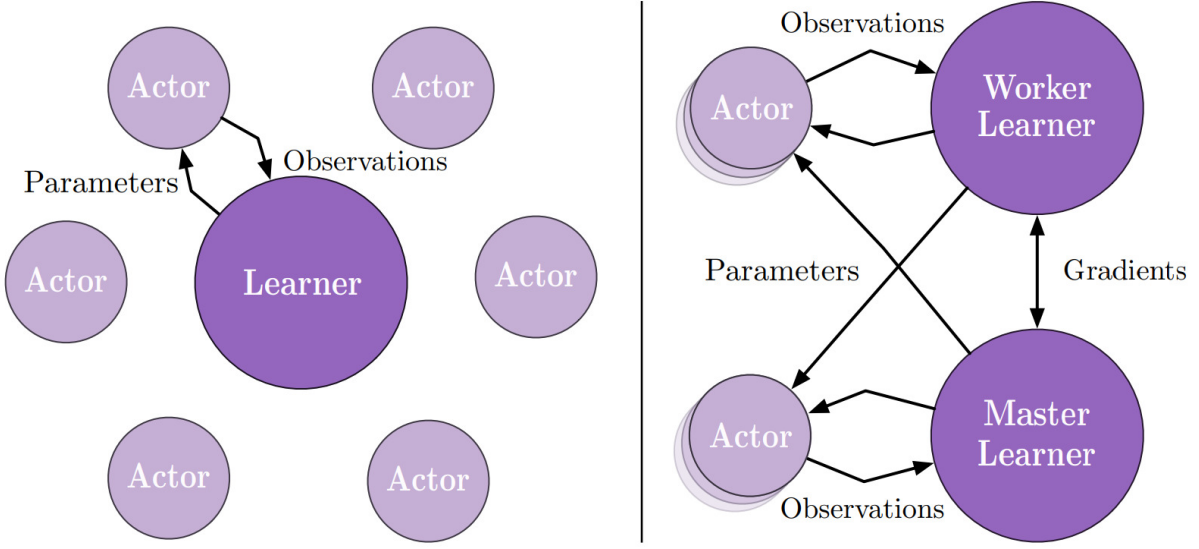 Actor
Actor
Observations
Parameters
Actor
Learner
Actor
Actor
Actor
Observations
Actor
Worker
Learner
Parameters
Gradients
Actor
Master
Learner
Observations